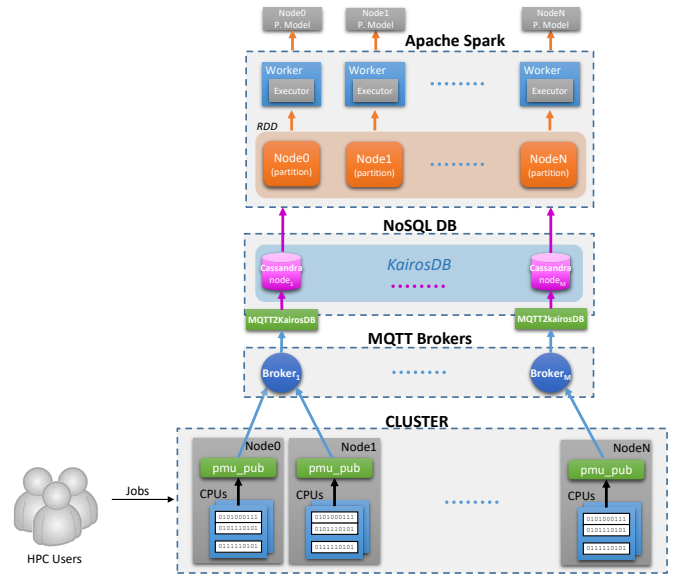 Node0
P. Model
Node1
P. Model
NodeN
P. Model
Apache Spark
Worker
Executor
Worker
Executor
Worker
Executor
RDD
Node0
(partition)
Node1
(partition)
NodeN
(partition)
NoSQL DB
Cassandra
node1
KairosDB
Cassandra
nodeM
MQTT2KairosDB
MQTT2kairosDB
MQTT Brokers
Broker1
BrokerM
CLUSTER
Node0
pmu_pub
CPUs
0101000111
0101110101
0111110101
Node1
pmu_pub
CPUs
0101000111
0101110101
0111110101
NodeN
pmu_pub
CPUs
0101000111
0101110101
0111110101
Jobs
HPC Users